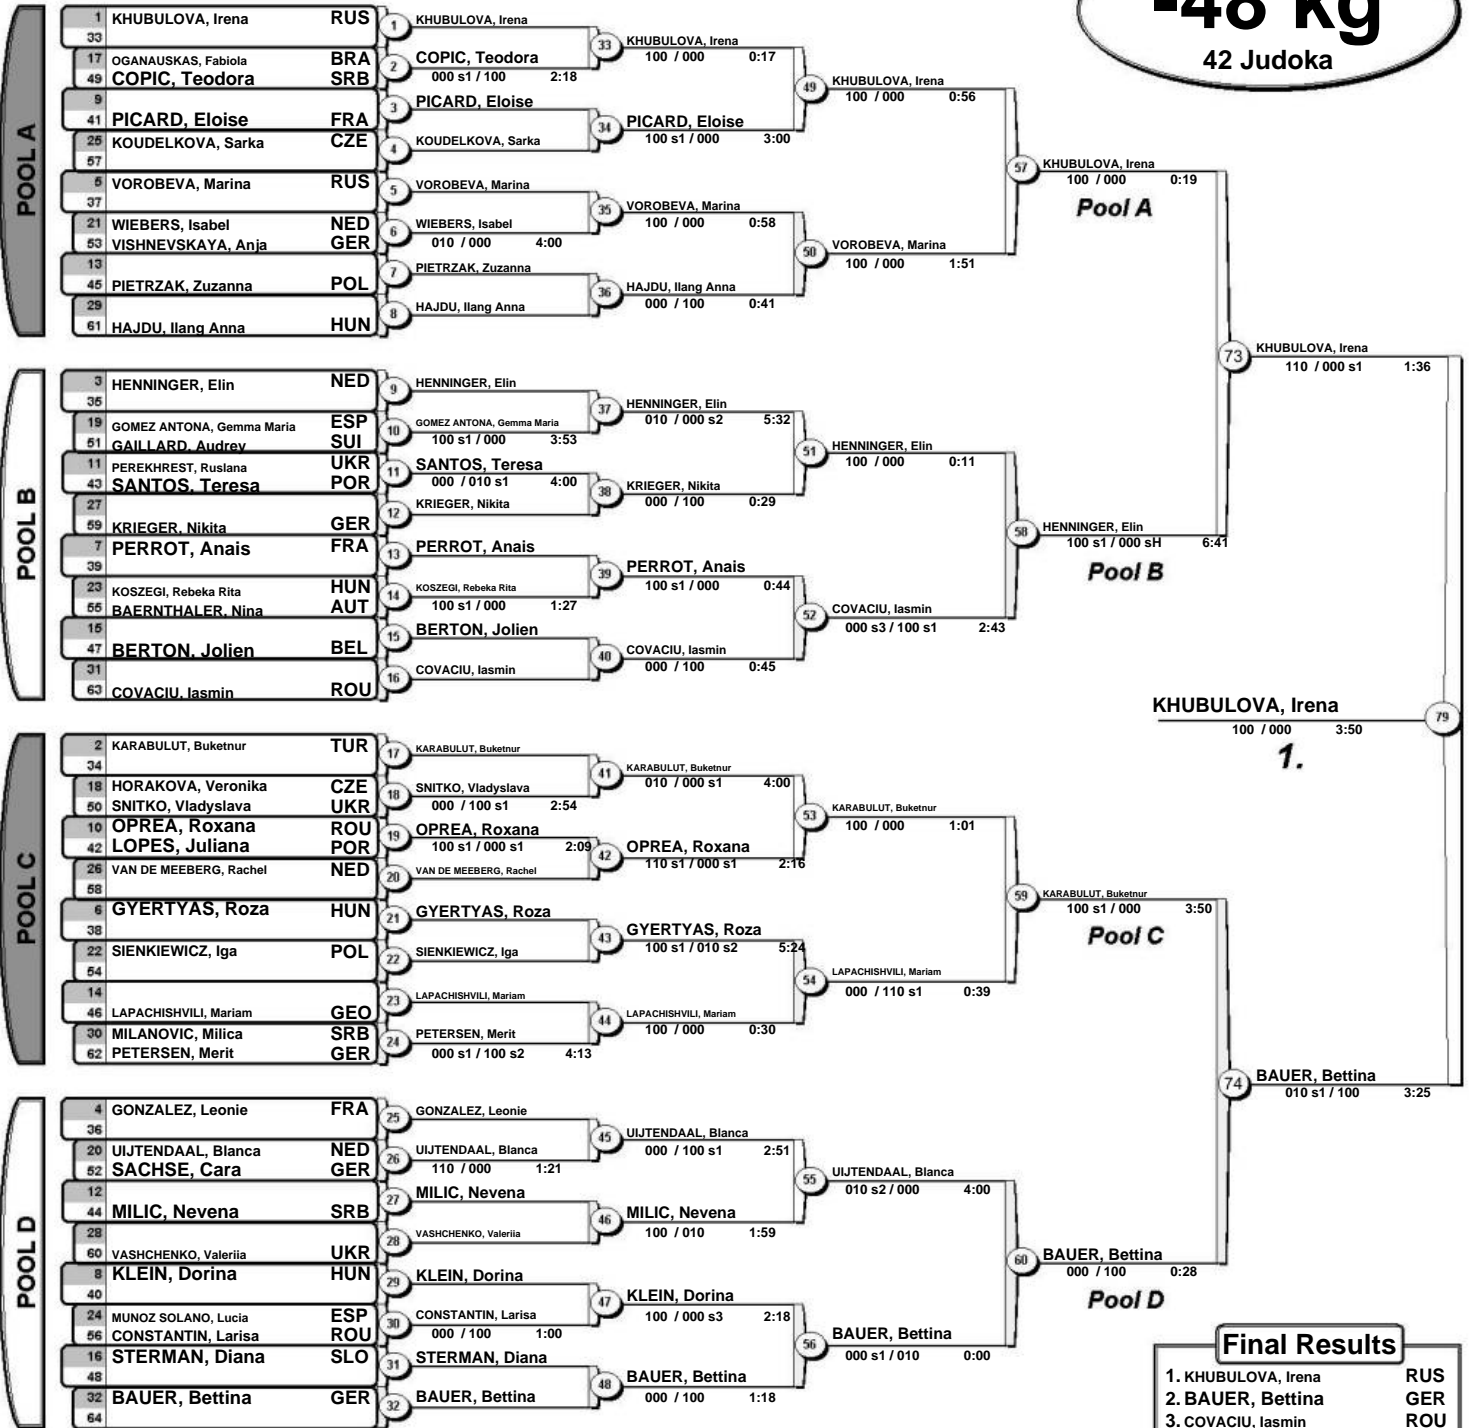 -48 kg
42 Judoka
POOL A
1 KHUBULOVA, Irena RUS
33
17 OGANAUSKAS, Fabiola BRA
49 COPIC, Teodora SRB
9
41 PICARD, Eloise FRA
25 KOUDELKOVA, Sarka CZE
57
5 VOROBEVA, Marina RUS
37
21 WIEBERS, Isabel NED
53 VISHNEVSKAYA, Anja GER
13
45 PIETRZAK, Zuzanna POL
29
61 HAJDU, Ilang Anna HUN
1 KHUBULOVA, Irena
2 COPIC, Teodora
000 s1 / 100 2:18
3 PICARD, Eloise
4 KOUDELKOVA, Sarka
5 VOROBEVA, Marina
6 WIEBERS, Isabel
010 / 000 4:00
7 PIETRZAK, Zuzanna
8 HAJDU, Ilang Anna
33 KHUBULOVA, Irena
100 / 000 0:17
34 PICARD, Eloise
100 s1 / 000 3:00
35 VOROBEVA, Marina
100 / 000 0:58
36 HAJDU, Ilang Anna
000 / 100 0:41
49 KHUBULOVA, Irena
100 / 000 0:56
50 VOROBEVA, Marina
100 / 000 1:51
57 KHUBULOVA, Irena
100 / 000 0:19
Pool A
POOL B
3 HENNINGER, Elin NED
35
19 GOMEZ ANTONA, Gemma Maria ESP
51 GAILLARD, Audrey SUI
11 PEREKHREST, Ruslana UKR
43 SANTOS, Teresa POR
27
59 KRIEGER, Nikita GER
7 PERROT, Anais FRA
39
23 KOSZEGI, Rebeka Rita HUN
55 BAERNTHALER, Nina AUT
15
47 BERTON, Jolien BEL
31
63 COVACIU, Iasmin ROU
9 HENNINGER, Elin
10 GOMEZ ANTONA, Gemma Maria
100 s1 / 000 3:53
11 SANTOS, Teresa
000 / 010 s1 4:00
12 KRIEGER, Nikita
13 PERROT, Anais
14 KOSZEGI, Rebeka Rita
100 s1 / 000 1:27
15 BERTON, Jolien
16 COVACIU, Iasmin
37 HENNINGER, Elin
010 / 000 s2 5:32
38 KRIEGER, Nikita
000 / 100 0:29
39 PERROT, Anais
100 s1 / 000 0:44
40 COVACIU, Iasmin
000 / 100 0:45
51 HENNINGER, Elin
100 / 000 0:11
52 COVACIU, Iasmin
000 s3 / 100 s1 2:43
58 HENNINGER, Elin
100 s1 / 000 sH 6:41
Pool B
73 KHUBULOVA, Irena
110 / 000 s1 1:36
KHUBULOVA, Irena 79
100 / 000 3:50
1.
POOL C
2 KARABULUT, Buketnur TUR
34
18 HORAKOVA, Veronika CZE
50 SNITKO, Vladyslava UKR
10 OPREA, Roxana ROU
42 LOPES, Juliana POR
26 VAN DE MEEBERG, Rachel NED
58
6 GYERTYAS, Roza HUN
38
22 SIENKIEWICZ, Iga POL
54
14
46 LAPACHISHVILI, Mariam GEO
30 MILANOVIC, Milica SRB
62 PETERSEN, Merit GER
17 KARABULUT, Buketnur
18 SNITKO, Vladyslava
000 / 100 s1 2:54
19 OPREA, Roxana
100 s1 / 000 s1 2:09
20 VAN DE MEEBERG, Rachel
21 GYERTYAS, Roza
22 SIENKIEWICZ, Iga
23 LAPACHISHVILI, Mariam
24 PETERSEN, Merit
000 s1 / 100 s2 4:13
41 KARABULUT, Buketnur
010 / 000 s1 4:00
42 OPREA, Roxana
110 s1 / 000 s1 2:16
43 GYERTYAS, Roza
100 s1 / 010 s2 5:24
44 LAPACHISHVILI, Mariam
100 / 000 0:30
53 KARABULUT, Buketnur
100 / 000 1:01
54 LAPACHISHVILI, Mariam
000 / 110 s1 0:39
59 KARABULUT, Buketnur
100 s1 / 000 3:50
Pool C
POOL D
4 GONZALEZ, Leonie FRA
36
20 UIJTENDAAL, Blanca NED
52 SACHSE, Cara GER
12
44 MILIC, Nevena SRB
28
60 VASHCHENKO, Valeriia UKR
8 KLEIN, Dorina HUN
40
24 MUNOZ SOLANO, Lucia ESP
56 CONSTANTIN, Larisa ROU
16 STERMAN, Diana SLO
48
32 BAUER, Bettina GER
64
25 GONZALEZ, Leonie
26 UIJTENDAAL, Blanca
110 / 000 1:21
27 MILIC, Nevena
28 VASHCHENKO, Valeriia
29 KLEIN, Dorina
30 CONSTANTIN, Larisa
000 / 100 1:00
31 STERMAN, Diana
32 BAUER, Bettina
45 UIJTENDAAL, Blanca
000 / 100 s1 2:51
46 MILIC, Nevena
100 / 010 1:59
47 KLEIN, Dorina
100 / 000 s3 2:18
48 BAUER, Bettina
000 / 100 1:18
55 UIJTENDAAL, Blanca
010 s2 / 000 4:00
56 BAUER, Bettina
000 s1 / 010 0:00
60 BAUER, Bettina
000 / 100 0:28
Pool D
74 BAUER, Bettina
010 s1 / 100 3:25
Final Results
1. KHUBULOVA, Irena RUS
2. BAUER, Bettina GER
3. COVACIU, Iasmin ROU